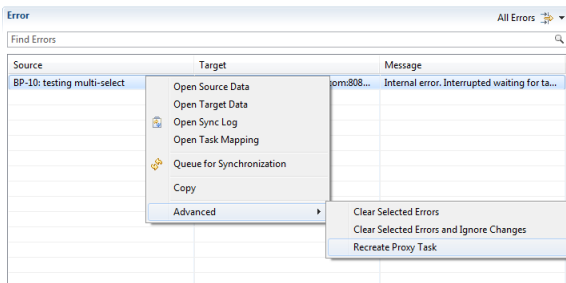 Error
All Errors
Find Errors
Source Target Message
BP-10: testing multi-select om:808... Internal error. Interrupted waiting for ta...
Open Source Data
Open Target Data
Open Sync Log
Open Task Mapping
Queue for Synchronization
Copy
Advanced
Clear Selected Errors
Clear Selected Errors and Ignore Changes
Recreate Proxy Task